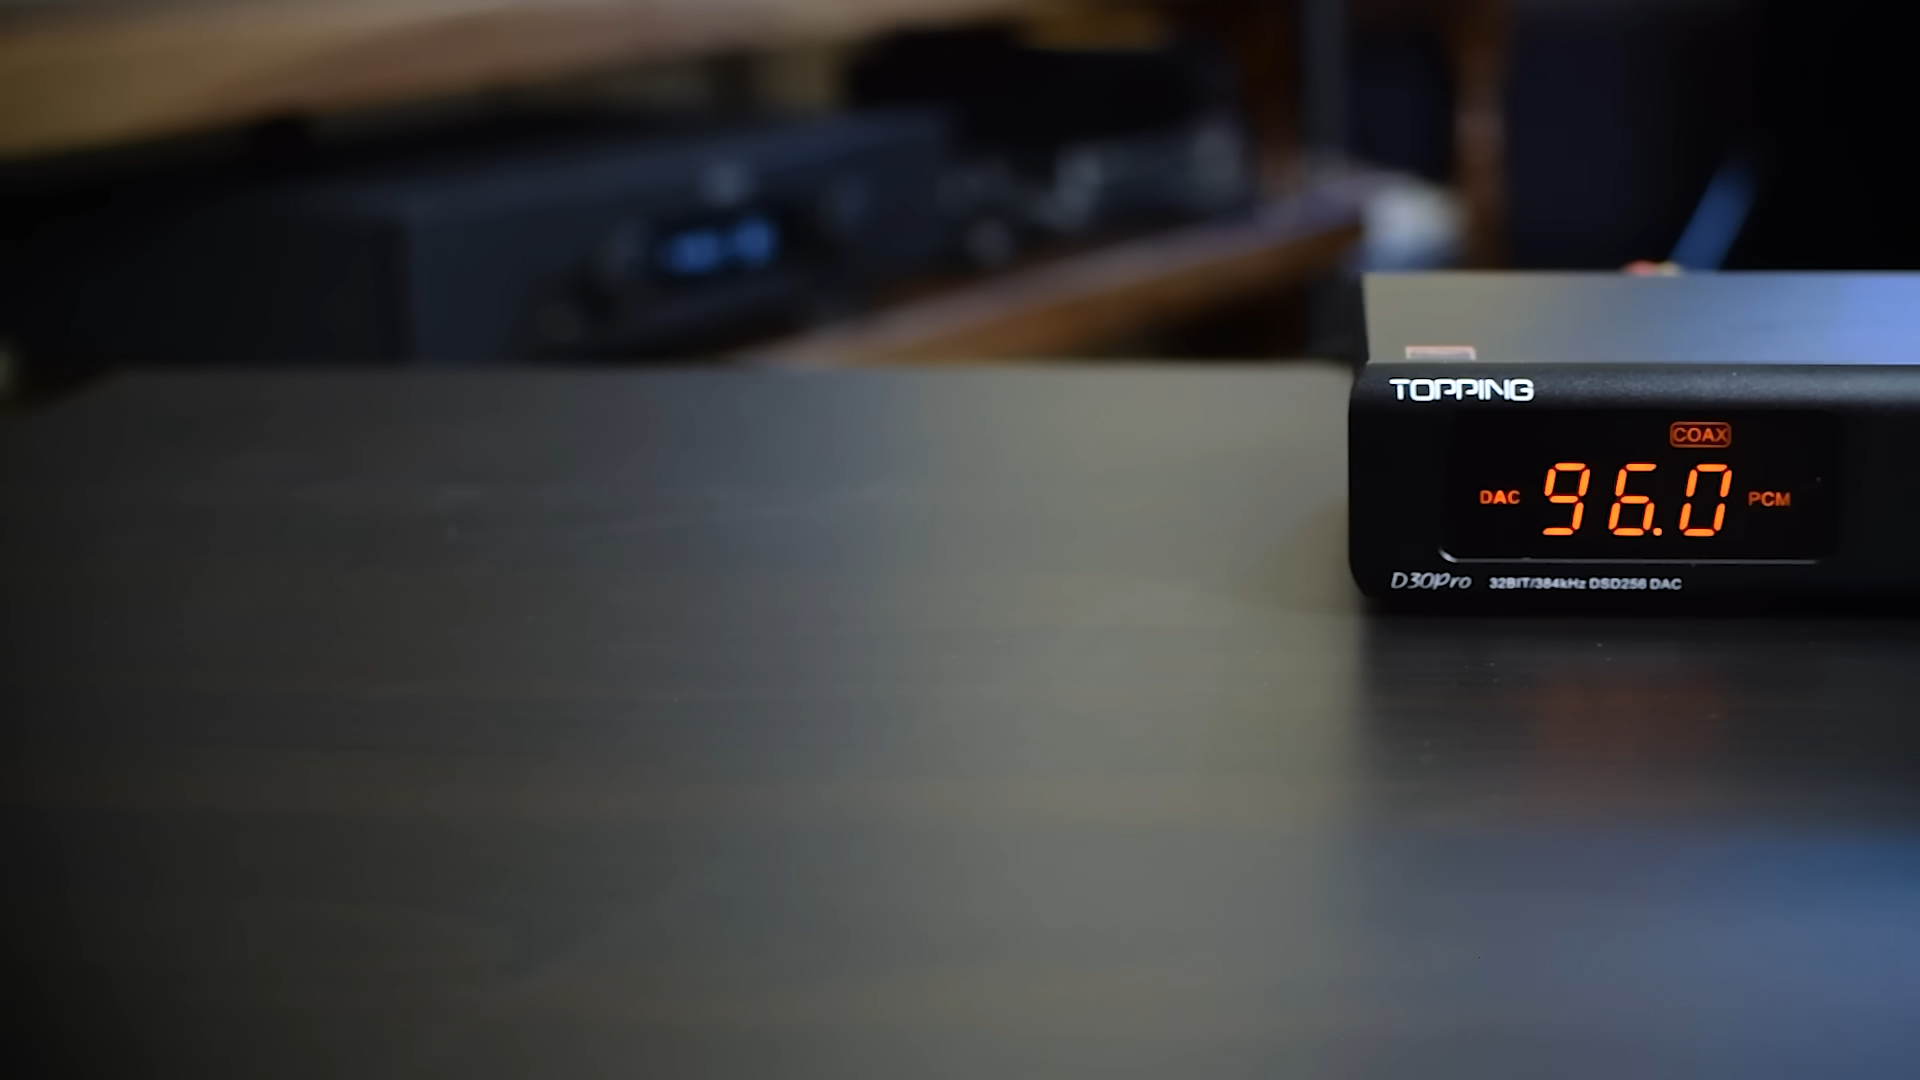 TOPPING
COAX
DAC 96.0 PCM
D30Pro 32BIT/384kHz DSD256 DAC